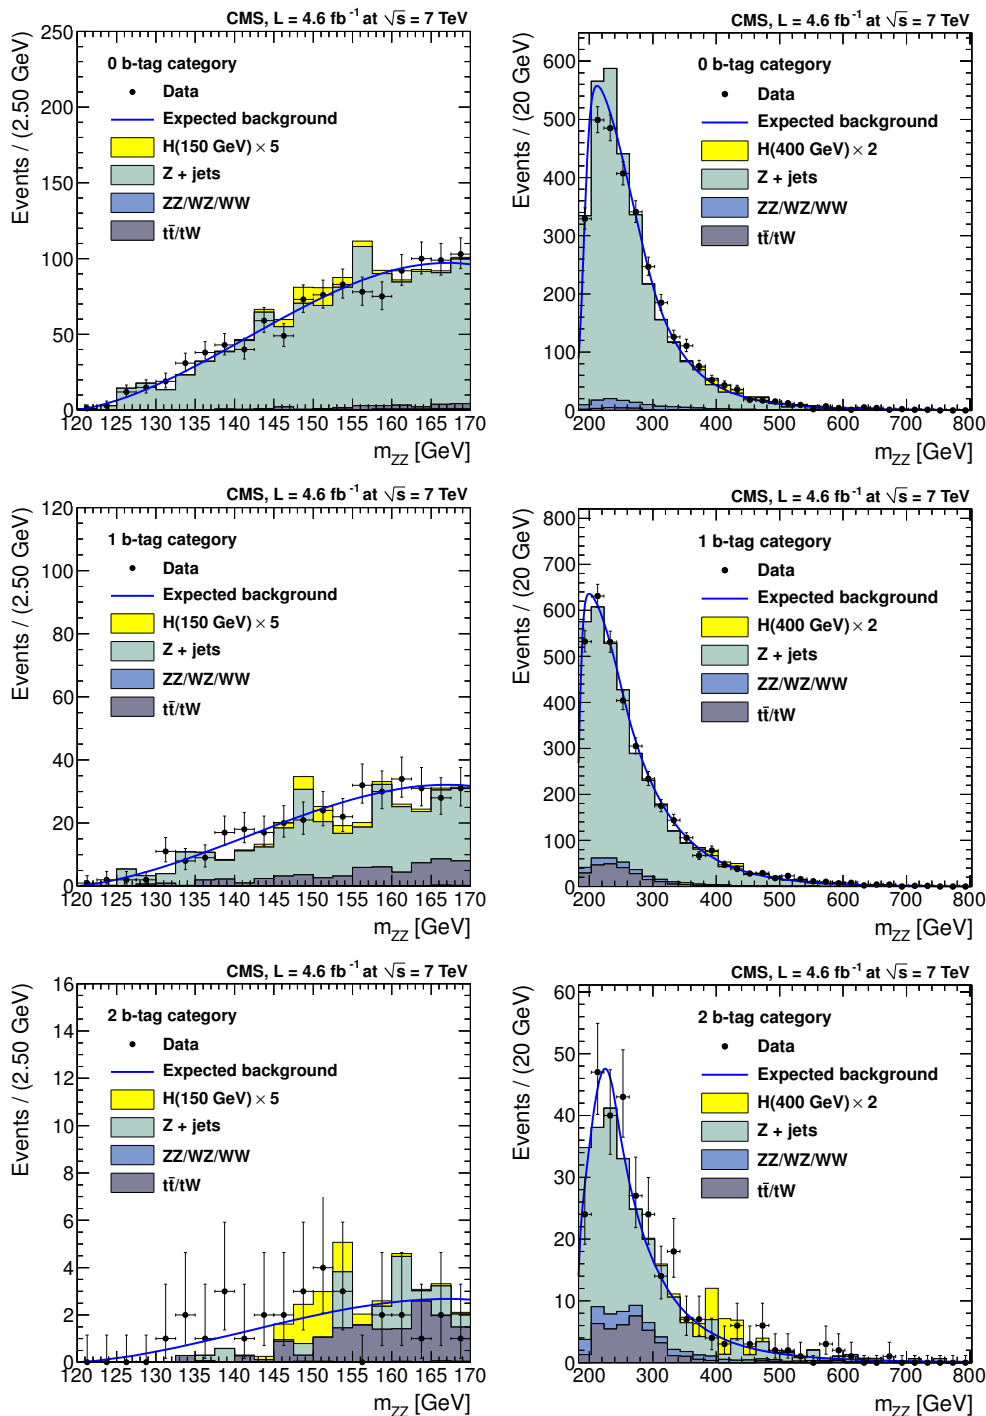 CMS, L = 4.6 fb⁻¹ at √s = 7 TeV
Events / (2.50 GeV)
250
200
150
100
50
0
0 b-tag category
Data
Expected background
H(150 GeV) × 5
Z + jets
ZZ/WZ/WW
tt̄/tW
120 125 130 135 140 145 150 155 160 165 170
m_ZZ [GeV]
CMS, L = 4.6 fb⁻¹ at √s = 7 TeV
Events / (20 GeV)
600
500
400
300
200
100
0
0 b-tag category
Data
Expected background
H(400 GeV) × 2
Z + jets
ZZ/WZ/WW
tt̄/tW
200 300 400 500 600 700 800
m_ZZ [GeV]
CMS, L = 4.6 fb⁻¹ at √s = 7 TeV
Events / (2.50 GeV)
120
100
80
60
40
20
0
1 b-tag category
Data
Expected background
H(150 GeV) × 5
Z + jets
ZZ/WZ/WW
tt̄/tW
120 125 130 135 140 145 150 155 160 165 170
m_ZZ [GeV]
CMS, L = 4.6 fb⁻¹ at √s = 7 TeV
Events / (20 GeV)
800
700
600
500
400
300
200
100
0
1 b-tag category
Data
Expected background
H(400 GeV) × 2
Z + jets
ZZ/WZ/WW
tt̄/tW
200 300 400 500 600 700 800
m_ZZ [GeV]
CMS, L = 4.6 fb⁻¹ at √s = 7 TeV
Events / (2.50 GeV)
16
14
12
10
8
6
4
2
0
2 b-tag category
Data
Expected background
H(150 GeV) × 5
Z + jets
ZZ/WZ/WW
tt̄/tW
120 125 130 135 140 145 150 155 160 165 170
m_ZZ [GeV]
CMS, L = 4.6 fb⁻¹ at √s = 7 TeV
Events / (20 GeV)
60
50
40
30
20
10
0
2 b-tag category
Data
Expected background
H(400 GeV) × 2
Z + jets
ZZ/WZ/WW
tt̄/tW
200 300 400 500 600 700 800
m_ZZ [GeV]